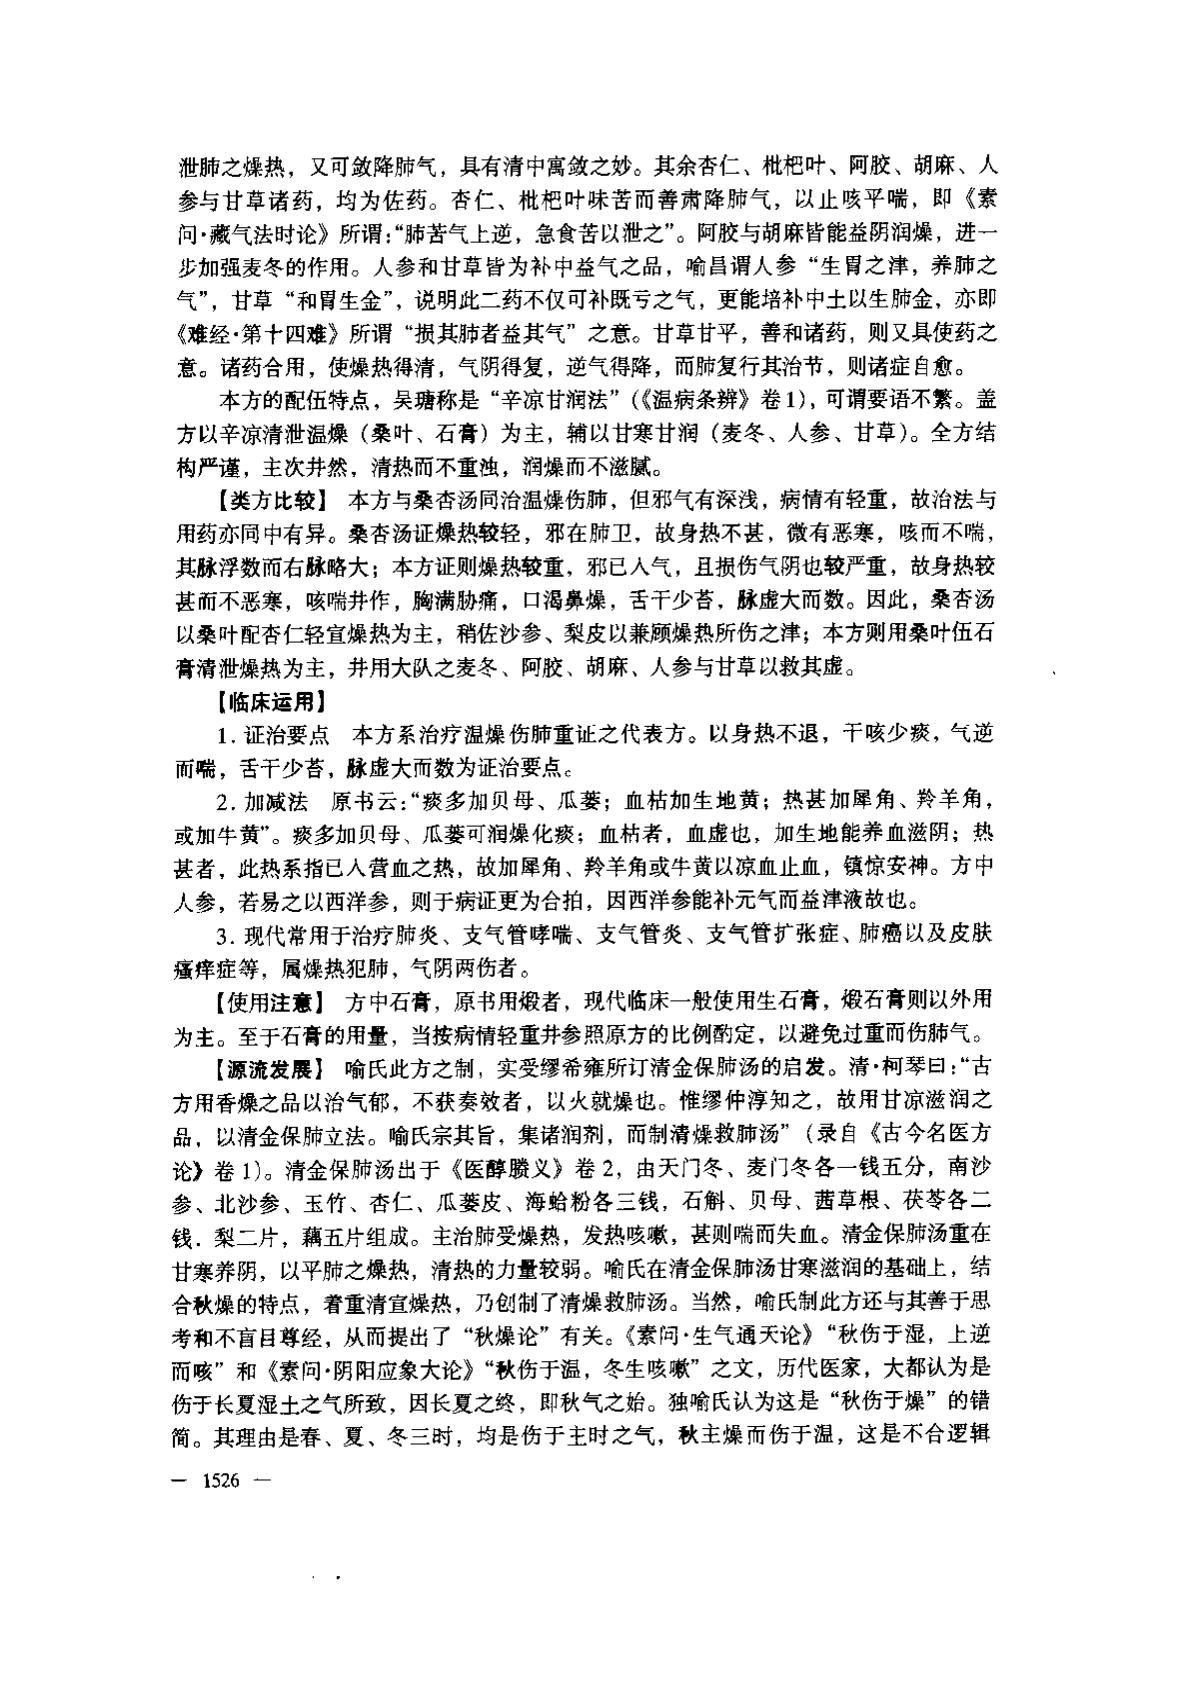 泄肺之燥热，又可敛降肺气，具有清中寓敛之妙。其余杏仁、枇杷叶、阿胶、胡麻、人
参与甘草诸药，均为佐药。杏仁、枇杷叶味苦而善肃降肺气，以止咳平喘，即《素
问·藏气法时论》所谓：“肺苦气上逆，急食苦以泄之”。阿胶与胡麻皆能益阴润燥，进一
步加强麦冬的作用。人参和甘草皆为补中益气之品，喻昌谓人参“生胃之津，养肺之
气”，甘草“和胃生金”，说明此二药不仅可补既亏之气，更能培补中土以生肺金，亦即
《难经·第十四难》所谓“损其肺者益其气”之意。甘草甘平，善和诸药，则又具使药之
意。诸药合用，使燥热得清，气阴得复，逆气得降，而肺复行其治节，则诸症自愈。
本方的配伍特点，吴瑭称是“辛凉甘润法”（《温病条辨》卷1），可谓要语不繁。盖
方以辛凉清泄温燥（桑叶、石膏）为主，辅以甘寒甘润（麦冬、人参、甘草）。全方结
构严谨，主次井然，清热而不重浊，润燥而不滋腻。
【类方比较】 本方与桑杏汤同治温燥伤肺，但邪气有深浅，病情有轻重，故治法与
用药亦同中有异。桑杏汤证燥热较轻，邪在肺卫，故身热不甚，微有恶寒，咳而不喘，
其脉浮数而右脉略大；本方证则燥热较重，邪已人气，且损伤气阴也较严重，故身热较
甚而不恶寒，咳喘并作，胸满胁痛，口渴鼻燥，舌干少苔，脉虚大而数。因此，桑杏汤
以桑叶配杏仁轻宣燥热为主，稍佐沙参、梨皮以兼顾燥热所伤之津；本方则用桑叶伍石
膏清泄燥热为主，并用大队之麦冬、阿胶、胡麻、人参与甘草以救其虚。
【临床运用】
1. 证治要点 本方系治疗温燥伤肺重证之代表方。以身热不退，干咳少痰，气逆
而喘，舌干少苔，脉虚大而数为证治要点。
2. 加减法 原书云：“痰多加贝母、瓜蒌；血枯加生地黄；热甚加犀角、羚羊角，
或加牛黄”。痰多加贝母、瓜蒌可润燥化痰；血枯者，血虚也，加生地能养血滋阴；热
甚者，此热系指已人营血之热，故加犀角、羚羊角或牛黄以凉血止血，镇惊安神。方中
人参，若易之以西洋参，则于病证更为合拍，因西洋参能补元气而益津液故也。
3. 现代常用于治疗肺炎、支气管哮喘、支气管炎、支气管扩张症、肺癌以及皮肤
瘙痒症等，属燥热犯肺，气阴两伤者。
【使用注意】 方中石膏，原书用煅者，现代临床一般使用生石膏，煅石膏则以外用
为主。至于石膏的用量，当按病情轻重并参照原方的比例酌定，以避免过重而伤肺气。
【源流发展】 喻氏此方之制，实受缪希雍所订清金保肺汤的启发。清·柯琴曰：“古
方用香燥之品以治气郁，不获奏效者，以火就燥也。惟缪仲淳知之，故用甘凉滋润之
品，以清金保肺立法。喻氏宗其旨，集诸润剂，而制清燥救肺汤”（录自《古今名医方
论》卷1）。清金保肺汤出于《医醇賸义》卷2，由天门冬、麦门冬各一钱五分，南沙
参、北沙参、玉竹、杏仁、瓜蒌皮、海蛤粉各三钱，石斛、贝母、茜草根、茯苓各二
钱．梨二片，藕五片组成。主治肺受燥热，发热咳嗽，甚则喘而失血。清金保肺汤重在
甘寒养阴，以平肺之燥热，清热的力量较弱。喻氏在清金保肺汤甘寒滋润的基础上，结
合秋燥的特点，着重清宣燥热，乃创制了清燥救肺汤。当然，喻氏制此方还与其善于思
考和不盲目尊经，从而提出了“秋燥论”有关。《素问·生气通天论》“秋伤于湿，上逆
而咳”和《素问·阴阳应象大论》“秋伤于温，冬生咳嗽”之文，历代医家，大都认为是
伤于长夏湿土之气所致，因长夏之终，即秋气之始。独喻氏认为这是“秋伤于燥”的错
简。其理由是春、夏、冬三时，均是伤于主时之气，秋主燥而伤于温，这是不合逻辑
— 1526 —